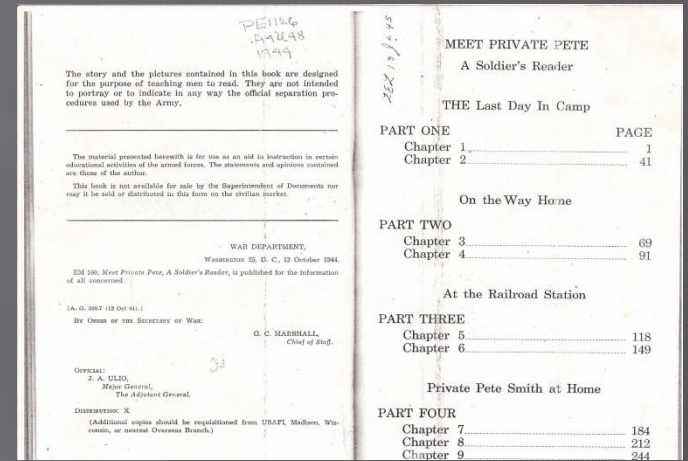 PE1126
.A4U48
1944
The story and the pictures contained in this book are designed
for the purpose of teaching men to read. They are not intended
to portray or to indicate in any way the official separation pro-
cedures used by the Army.
The material presented herewith is for use as an aid to instruction in certain
educational activities of the armed forces. The statements and opinions contained
are those of the author.
This book is not available for sale by the Superintendent of Documents nor
may it be sold or distributed in this form on the civilian market.
WAR DEPARTMENT,
WASHINGTON 25, D. C., 12 October 1944.
EM 160, Meet Private Pete, A Soldier's Reader, is published for the information
of all concerned.
[A. G. 300.7 (12 Oct 44).]
BY ORDER OF THE SECRETARY OF WAR:
G. C. MARSHALL,
Chief of Staff.
OFFICIAL:
J. A. ULIO,
Major General,
The Adjutant General.
DISTRIBUTION: X
(Additional copies should be requisitioned from USAFI, Madison, Wis-
consin, or nearest Overseas Branch.)
MEET PRIVATE PETE
A Soldier's Reader
THE Last Day In Camp
PART ONE PAGE
Chapter 1 1
Chapter 2 41
On the Way Home
PART TWO
Chapter 3 69
Chapter 4 91
At the Railroad Station
PART THREE
Chapter 5 118
Chapter 6 149
Private Pete Smith at Home
PART FOUR
Chapter 7 184
Chapter 8 212
Chapter 9 244